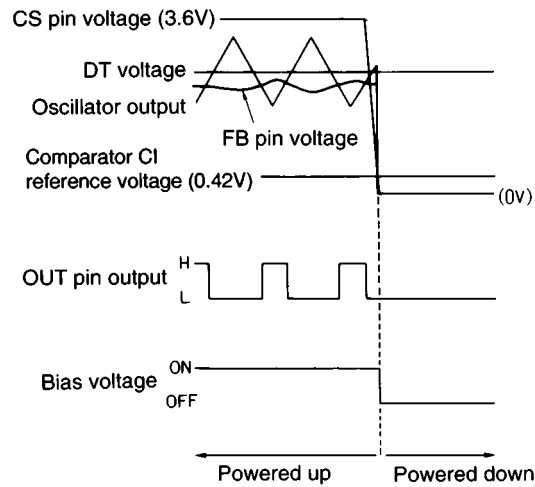 CS pin voltage (3.6V)
DT voltage
Oscillator output
FB pin voltage
Comparator CI
reference voltage (0.42V)
(0V)
H
OUT pin output
L
ON
Bias voltage
OFF
Powered up
Powered down